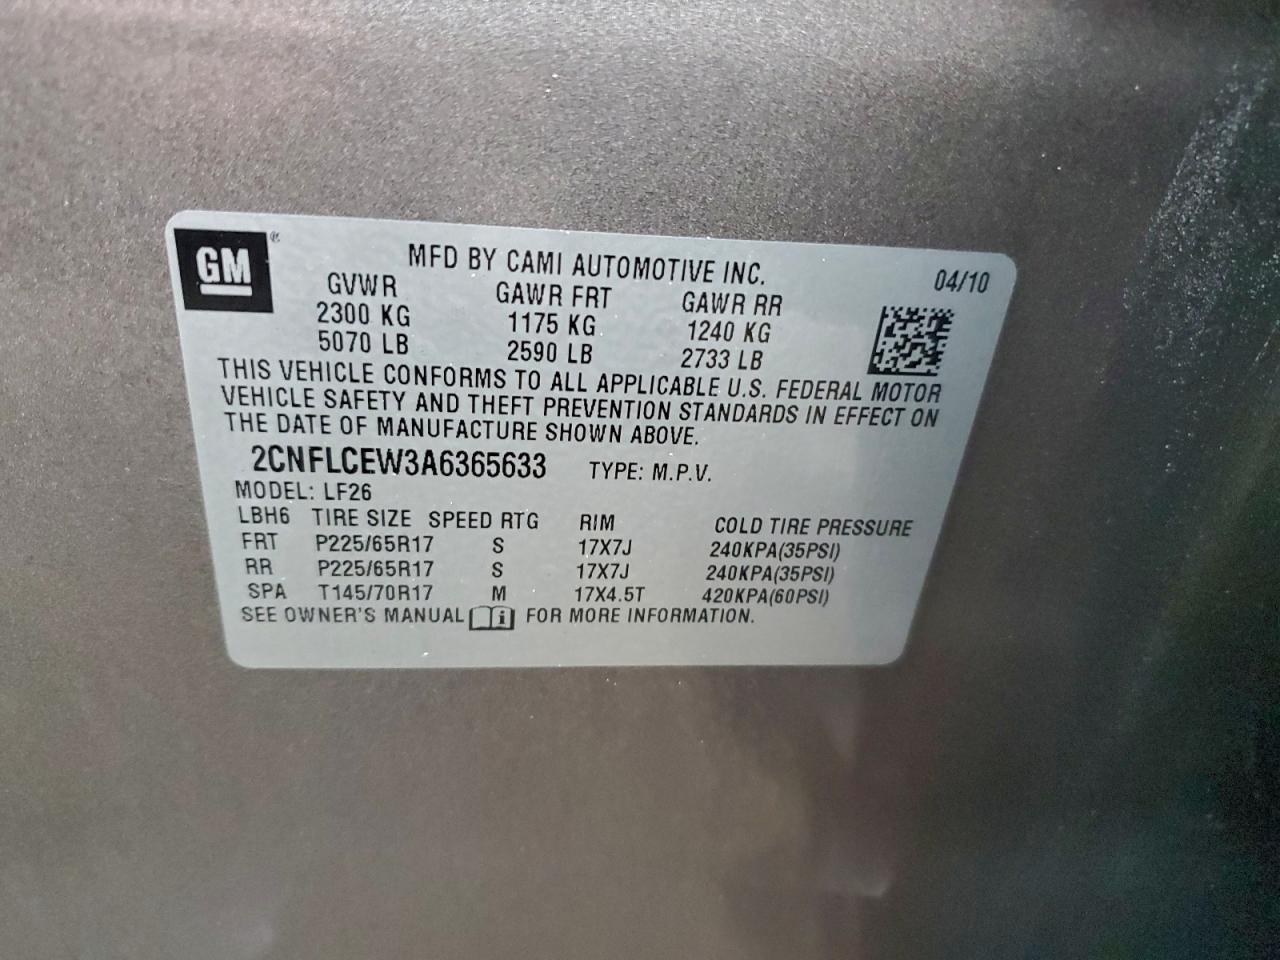 GM®
MFD BY CAMI AUTOMOTIVE INC. 04/10
GVWR GAWR FRT GAWR RR
2300 KG 1175 KG 1240 KG
5070 LB 2590 LB 2733 LB
THIS VEHICLE CONFORMS TO ALL APPLICABLE U.S. FEDERAL MOTOR
VEHICLE SAFETY AND THEFT PREVENTION STANDARDS IN EFFECT ON
THE DATE OF MANUFACTURE SHOWN ABOVE.
2CNFLCEW3A6365633 TYPE: M.P.V.
MODEL: LF26
LBH6 TIRE SIZE SPEED RTG RIM COLD TIRE PRESSURE
FRT P225/65R17 S 17X7J 240KPA(35PSI)
RR P225/65R17 S 17X7J 240KPA(35PSI)
SPA T145/70R17 M 17X4.5T 420KPA(60PSI)
SEE OWNER'S MANUAL i FOR MORE INFORMATION.